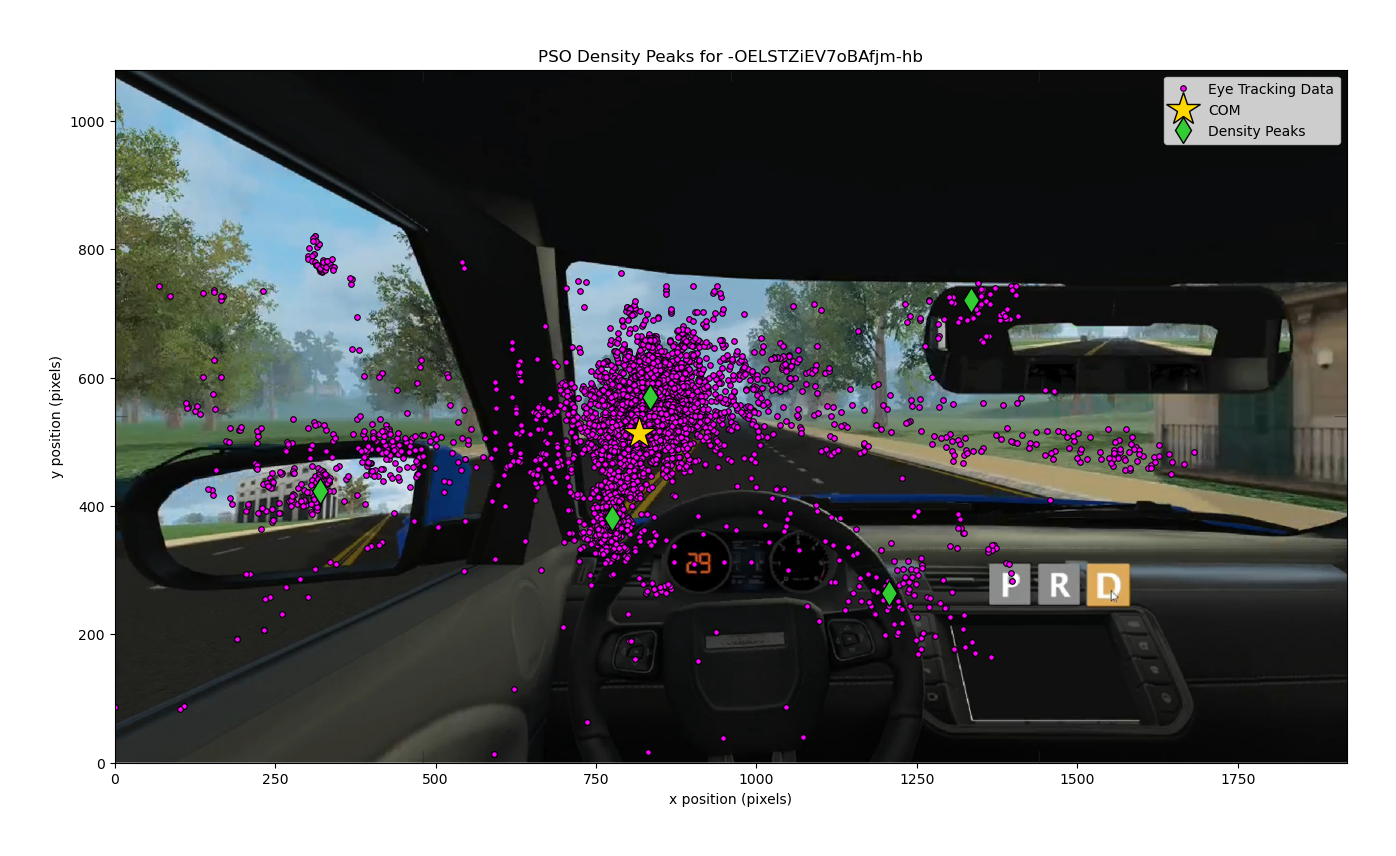 PSO Density Peaks for -OELSTZiEV7oBAfjm-hb
Eye Tracking Data
COM
Density Peaks
y position (pixels)
1000
800
600
400
200
0
29
P R D
0 250 500 750 1000 1250 1500 1750
x position (pixels)